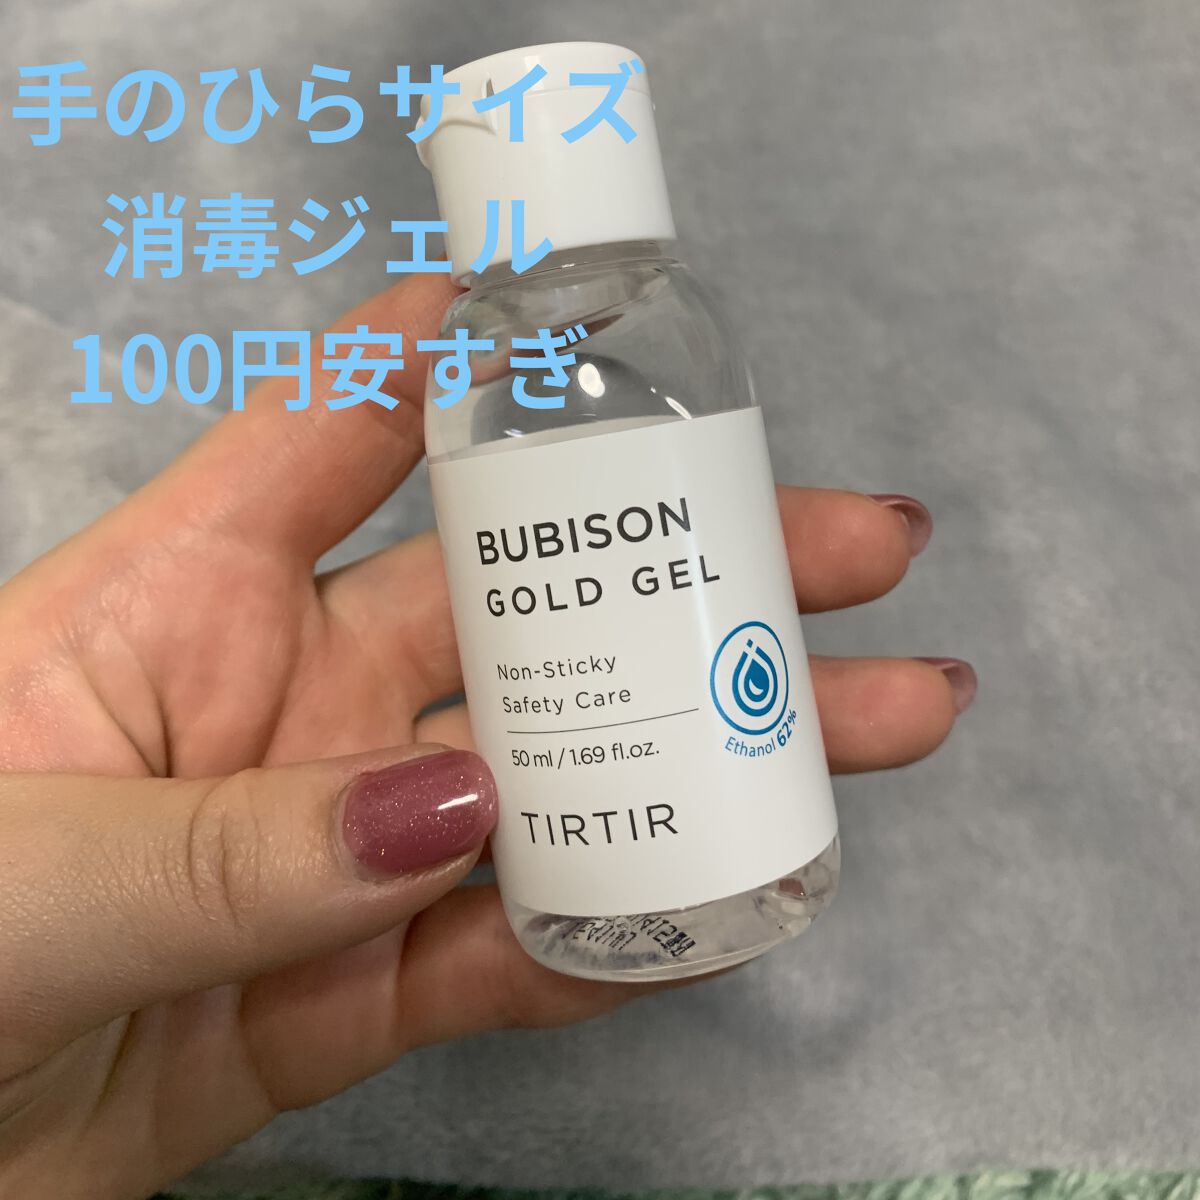 手のひらサイズ
消毒ジェル
100円安すぎ
BUBISON
GOLD GEL
Non-Sticky
Safety Care
50 ml / 1.69 fl.oz.
Ethanol 62%
TIRTIR